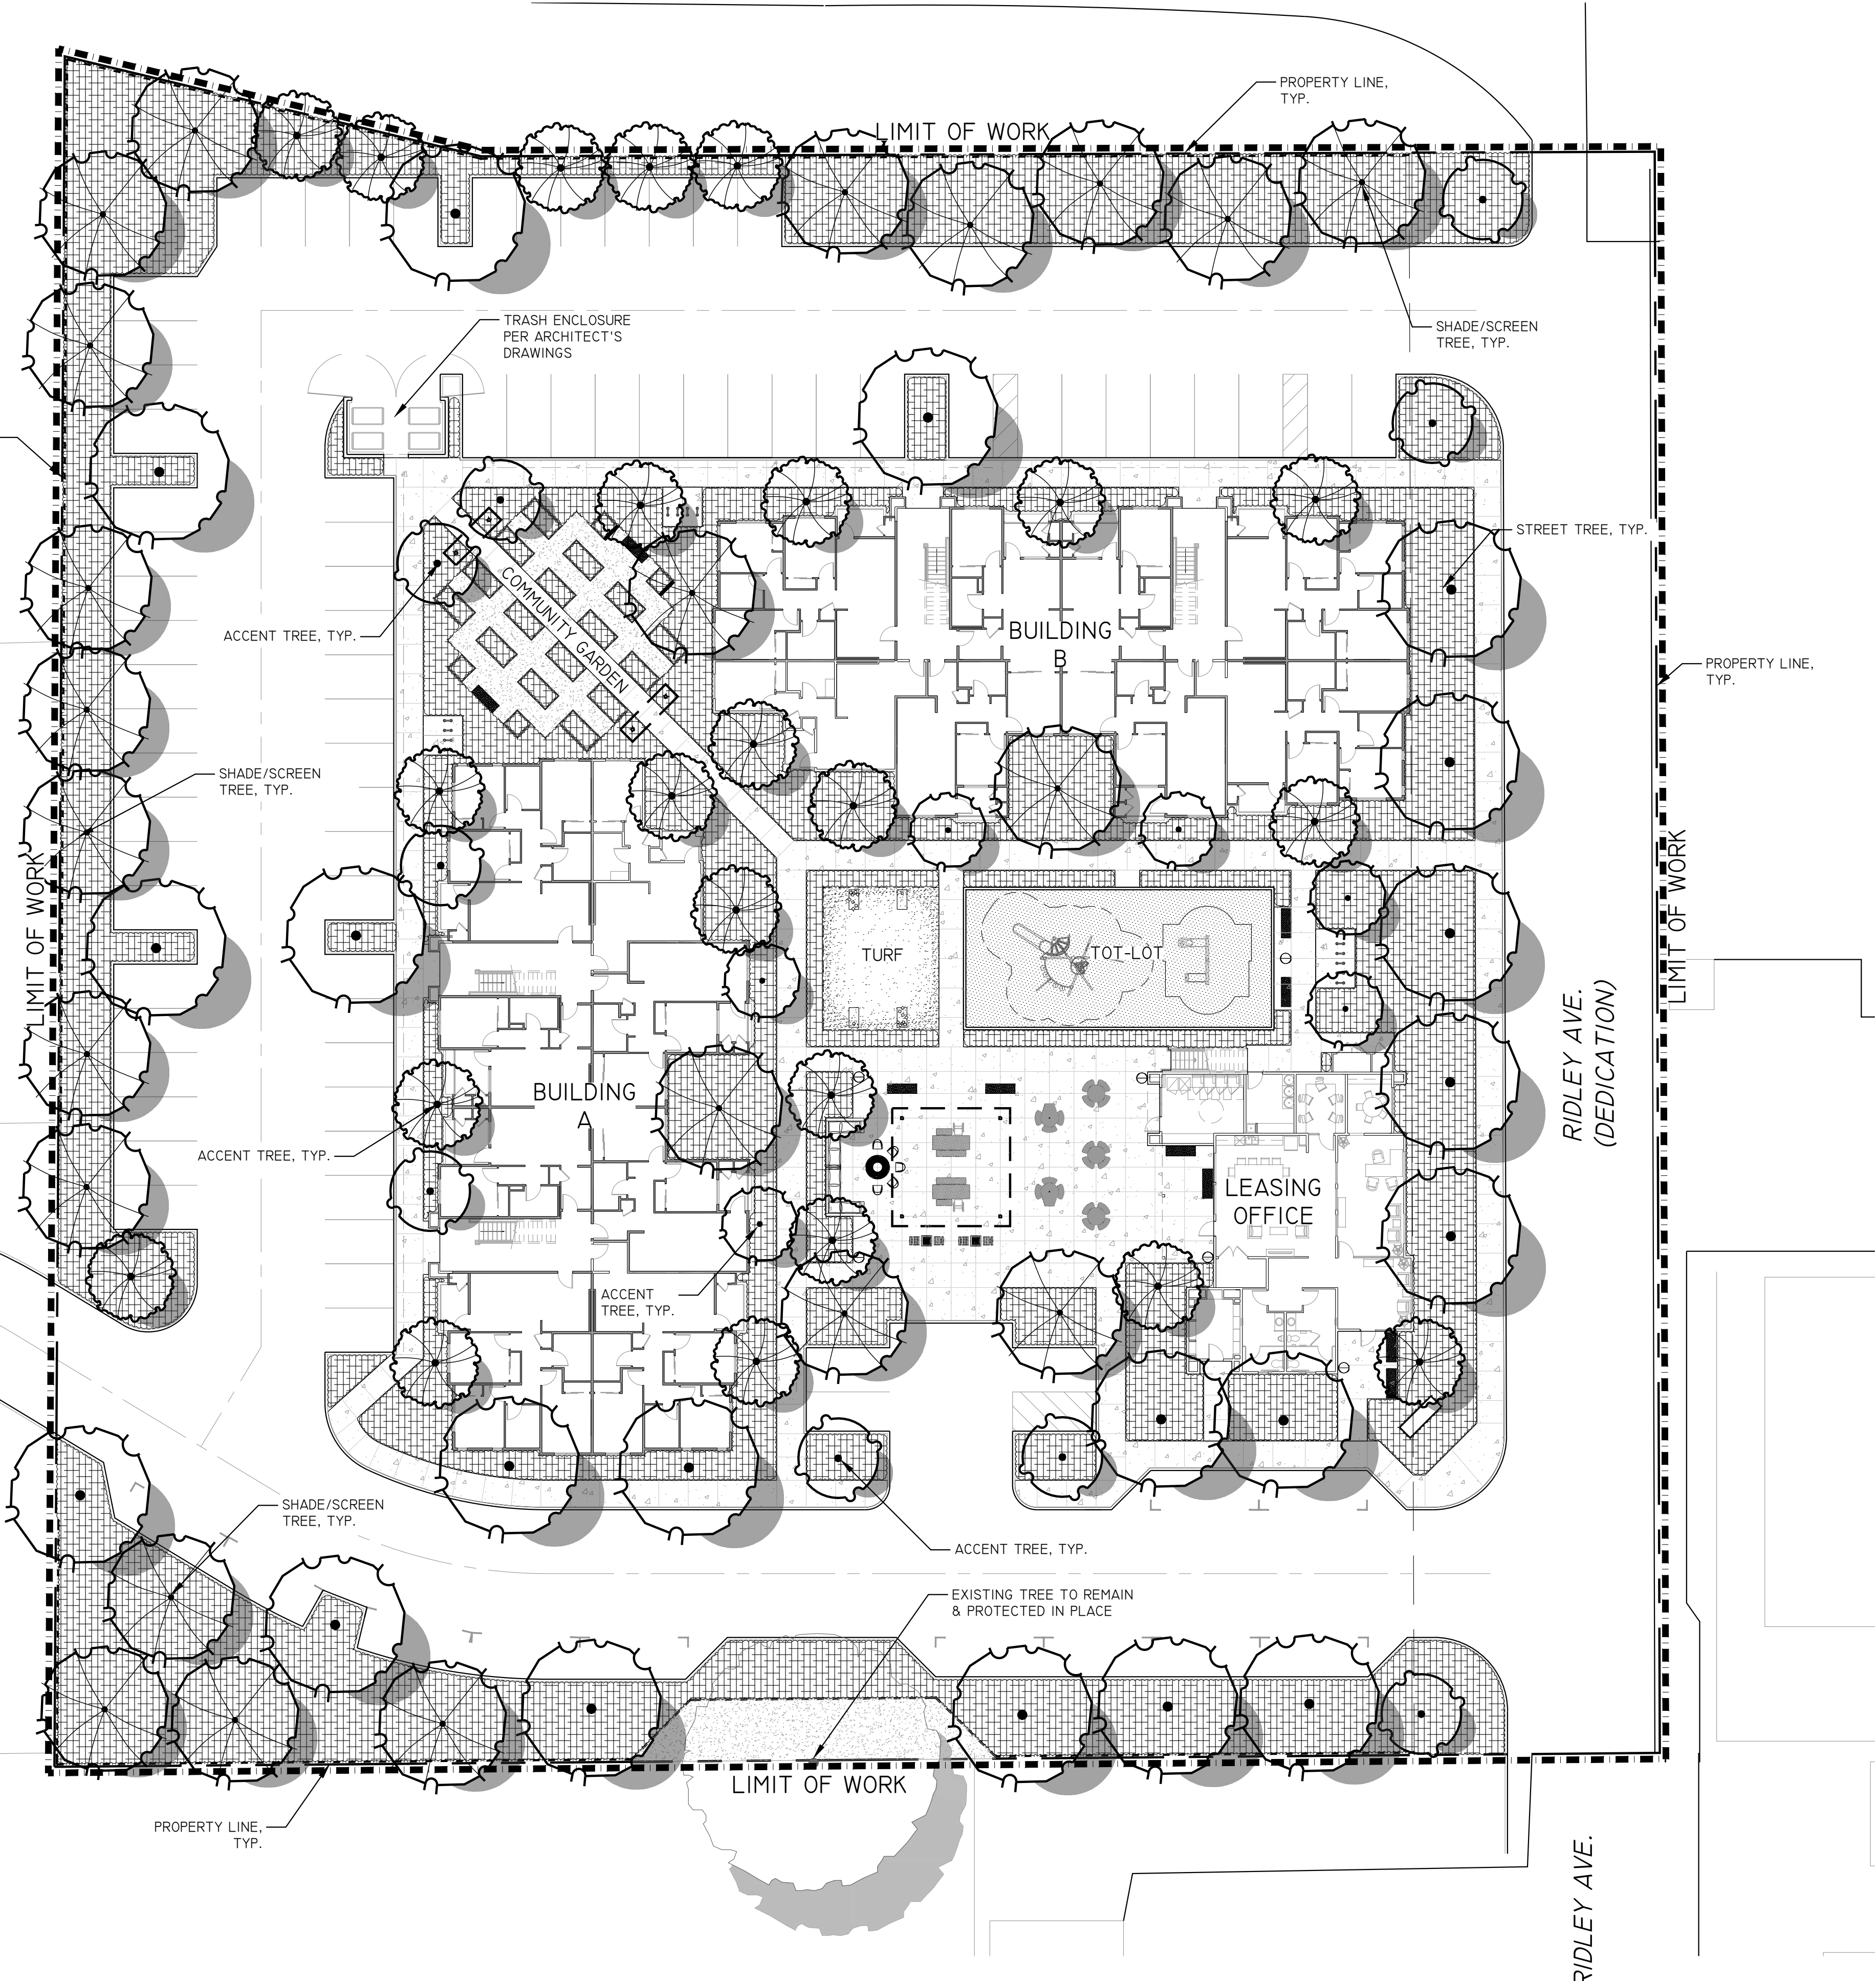 PROPERTY LINE,
TYP.
LIMIT OF WORK
TRASH ENCLOSURE
PER ARCHITECT'S
DRAWINGS
SHADE/SCREEN
TREE, TYP.
STREET TREE, TYP.
COMMUNITY GARDEN
ACCENT TREE, TYP.
BUILDING
B
PROPERTY LINE,
TYP.
SHADE/SCREEN
TREE, TYP.
LIMIT OF WORK
LIMIT OF WORK
TURF
TOT-LOT
RIDLEY AVE.
(DEDICATION)
BUILDING
A
ACCENT TREE, TYP.
LEASING
OFFICE
ACCENT
TREE, TYP.
SHADE/SCREEN
TREE, TYP.
ACCENT TREE, TYP.
EXISTING TREE TO REMAIN
& PROTECTED IN PLACE
LIMIT OF WORK
PROPERTY LINE,
TYP.
RIDLEY AVE.